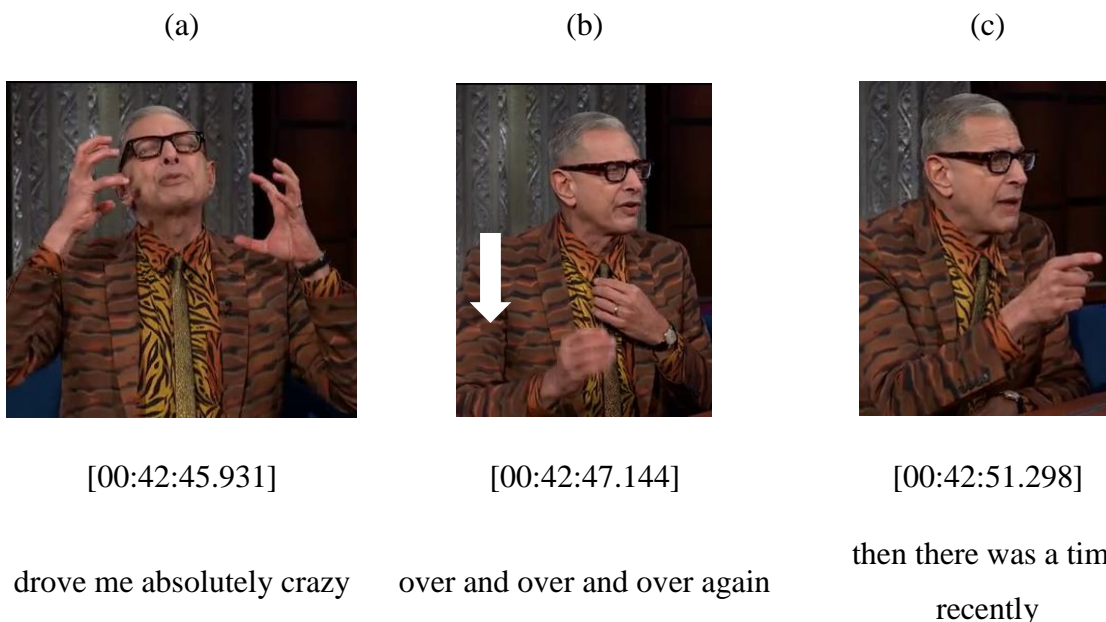 (a) (b) (c)
[00:42:45.931] [00:42:47.144] [00:42:51.298]
drove me absolutely crazy over and over and over again then there was a tim
recently